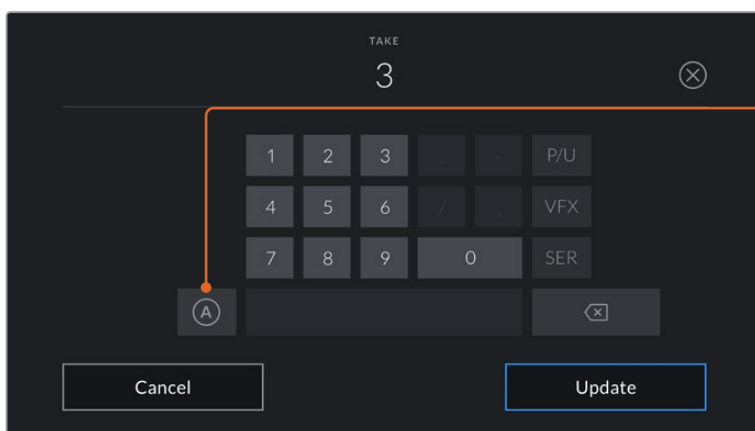 TAKE
3
1 2 3 . - P/U
4 5 6 / , VFX
7 8 9 0 SER
A
Cancel Update